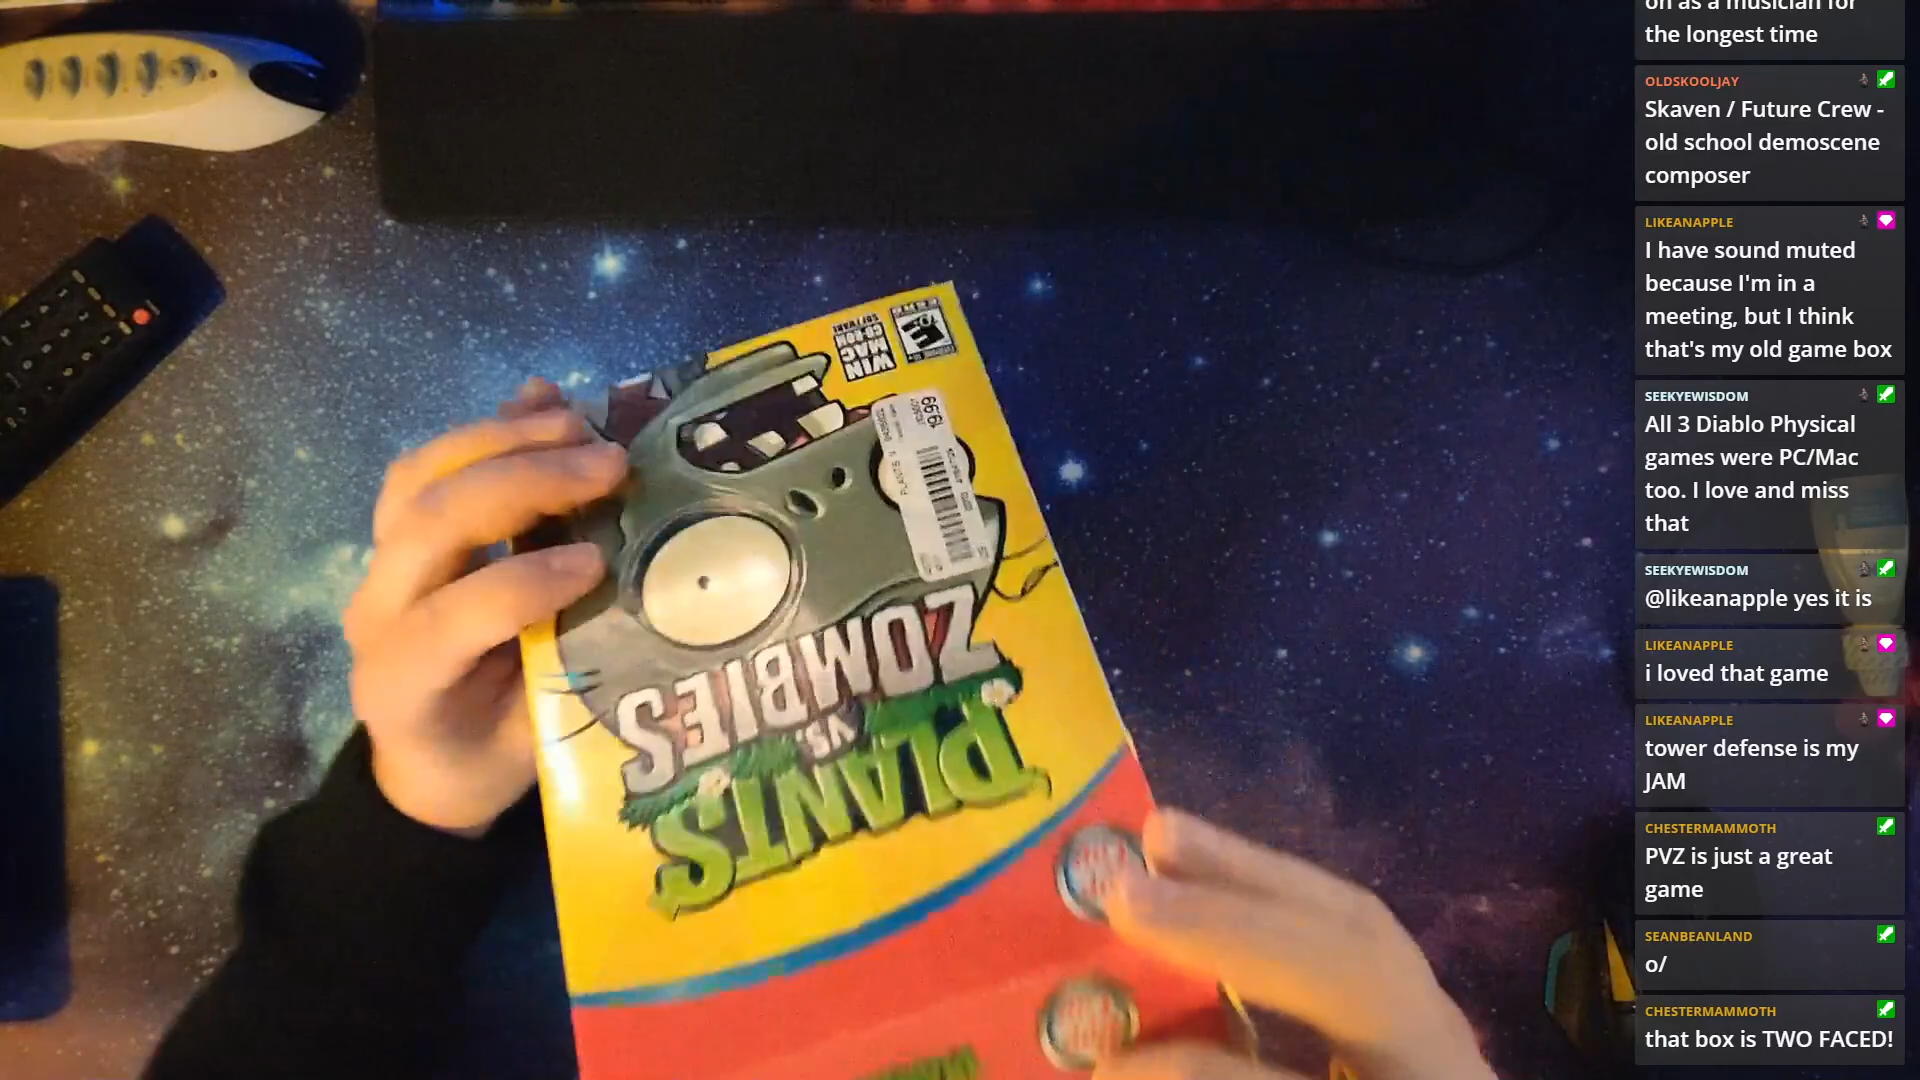 on as a musician for
the longest time
OLDSKOOLJAY
Skaven / Future Crew -
old school demoscene
composer
LIKEANAPPLE
I have sound muted
because I'm in a
meeting, but I think
that's my old game box
SEEKYEWISDOM
All 3 Diablo Physical
games were PC/Mac
too. I love and miss
that
SEEKYEWISDOM
@likeanapple yes it is
LIKEANAPPLE
i loved that game
LIKEANAPPLE
tower defense is my
JAM
CHESTERMAMMOTH
PVZ is just a great
game
SEANBEANLAND
o/
CHESTERMAMMOTH
that box is TWO FACED!
PLANTS
VS.
ZOMBIES
WIN
MAC
CD-ROM
SOFTWARE
E
19.99
PLANTS V